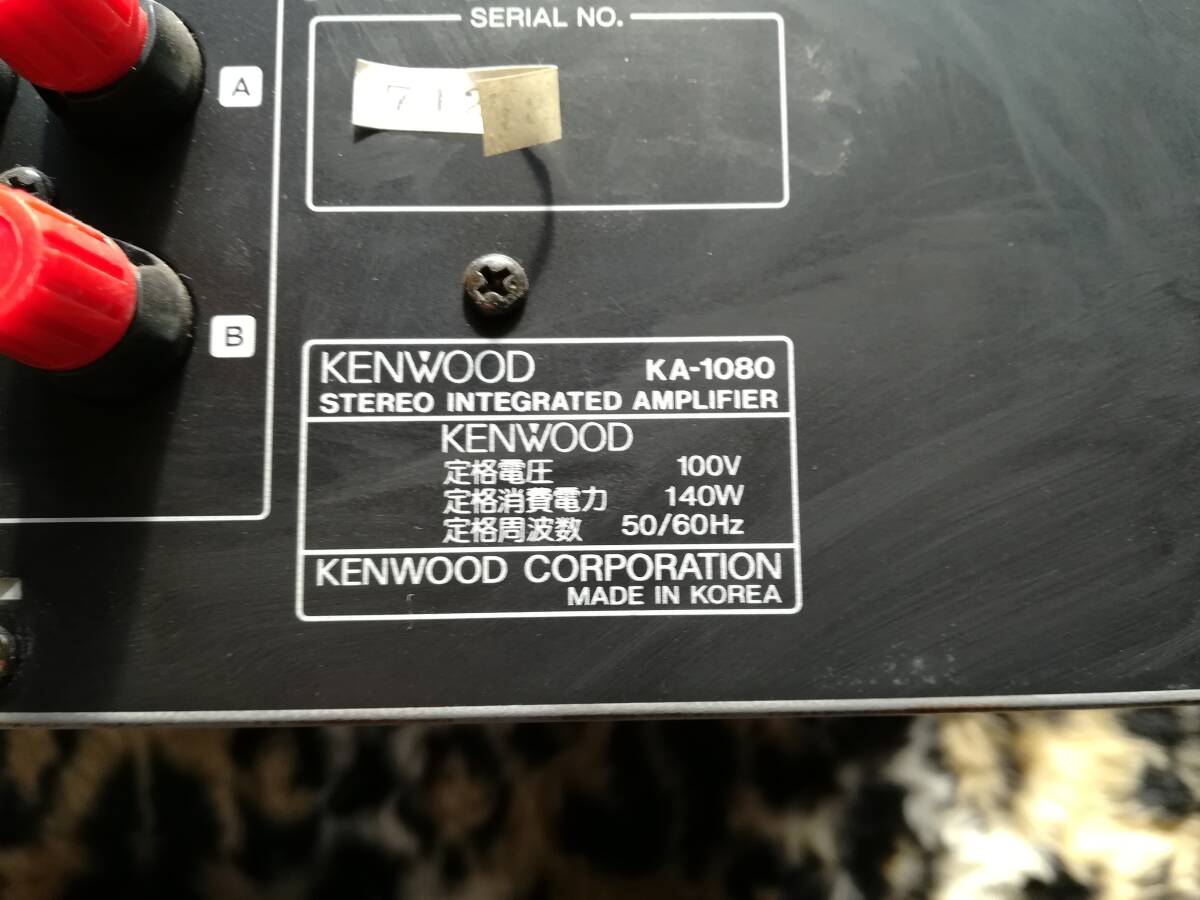 SERIAL NO.
A
B
KENWOOD KA-1080
STEREO INTEGRATED AMPLIFIER
KENWOOD
定格電圧 100V
定格消費電力 140W
定格周波数 50/60Hz
KENWOOD CORPORATION
MADE IN KOREA